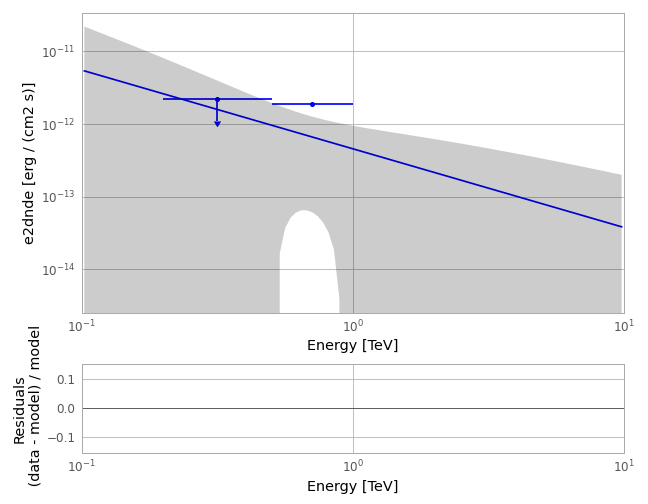 e2dnde [erg / (cm2 s)]
10⁻¹¹
10⁻¹²
10⁻¹³
10⁻¹⁴
10⁻¹ 10⁰ 10¹
Energy [TeV]
Residuals
(data - model) / model
0.1
0.0
−0.1
10⁻¹ 10⁰ 10¹
Energy [TeV]